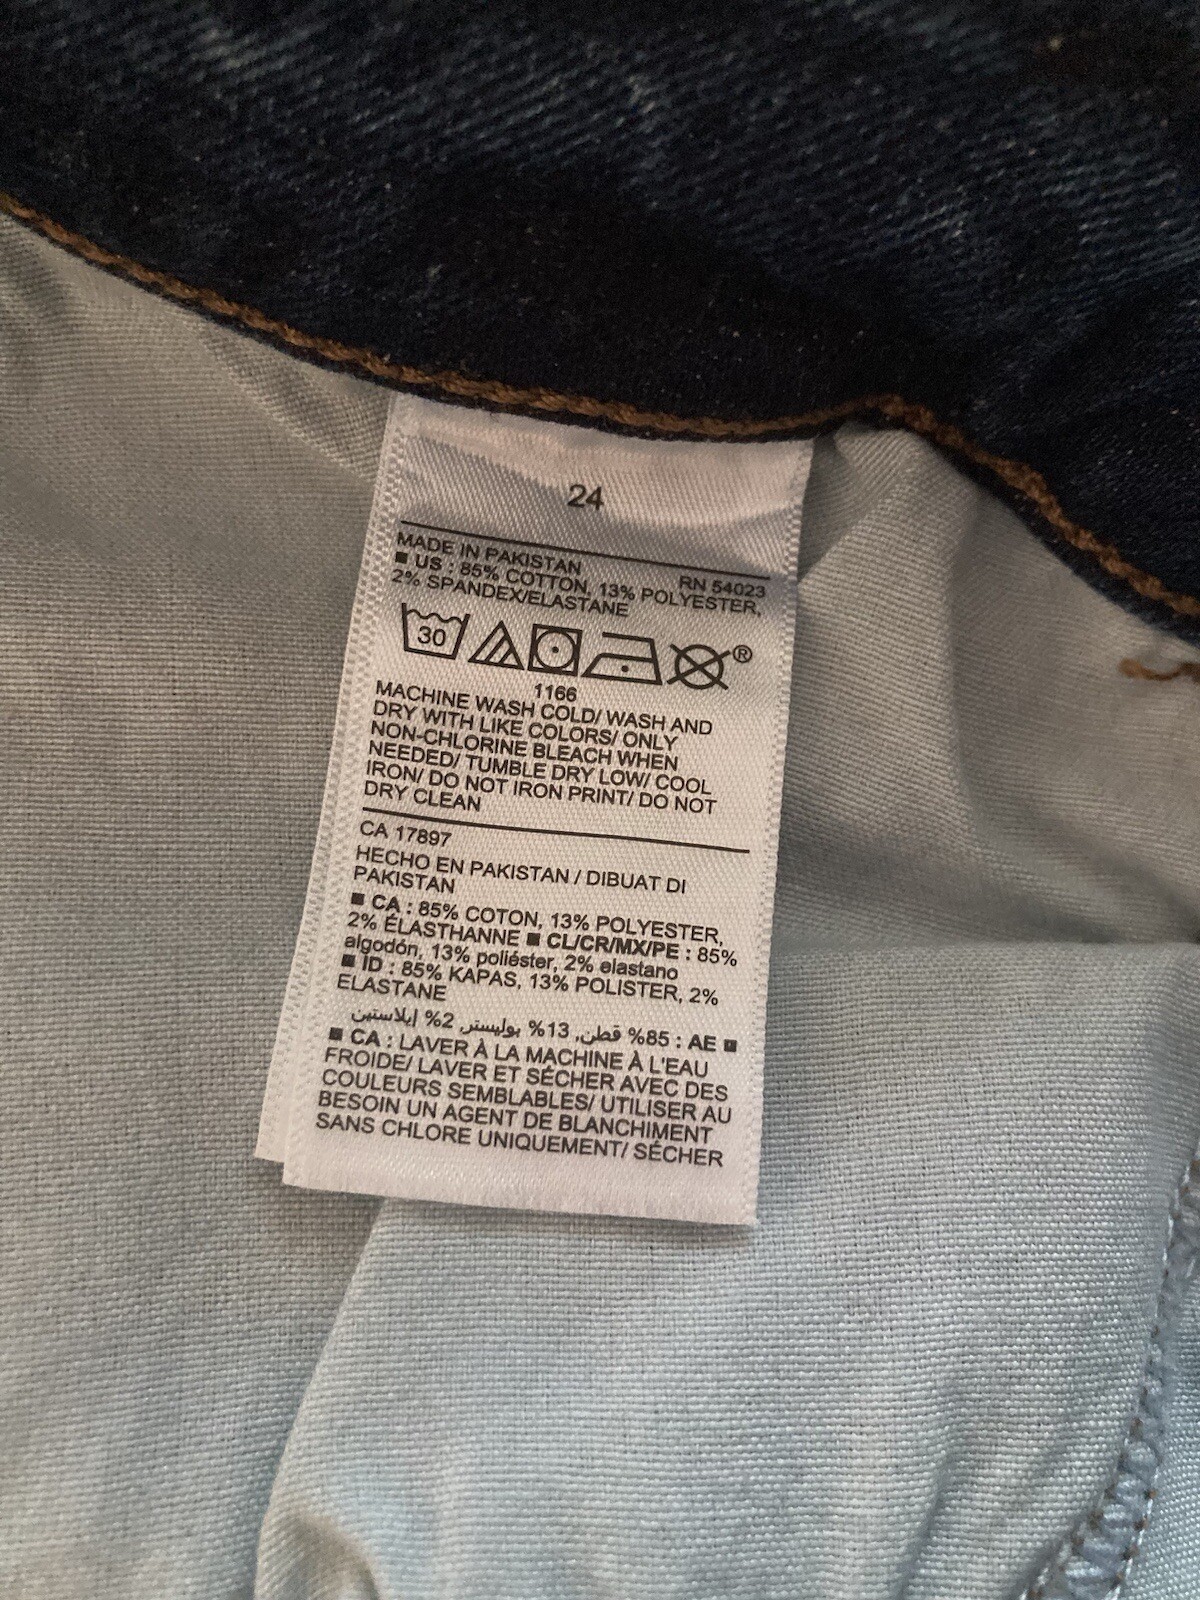 24
MADE IN PAKISTAN RN 54023
■ US : 85% COTTON, 13% POLYESTER,
2% SPANDEX/ELASTANE
30 ®
1166
MACHINE WASH COLD/ WASH AND
DRY WITH LIKE COLORS/ ONLY
NON-CHLORINE BLEACH WHEN
NEEDED/ TUMBLE DRY LOW/ COOL
IRON/ DO NOT IRON PRINT/ DO NOT
DRY CLEAN
CA 17897
HECHO EN PAKISTAN / DIBUAT DI
PAKISTAN
■ CA : 85% COTON, 13% POLYESTER,
2% ÉLASTHANNE ■ CL/CR/MX/PE : 85%
algodón, 13% poliéster, 2% elastano
■ ID : 85% KAPAS, 13% POLISTER, 2%
ELASTANE
■ AE : 85% قطن, 13% بوليستر, 2% إيلاستين
■ CA : LAVER À LA MACHINE À L'EAU
FROIDE/ LAVER ET SÉCHER AVEC DES
COULEURS SEMBLABLES/ UTILISER AU
BESOIN UN AGENT DE BLANCHIMENT
SANS CHLORE UNIQUEMENT/ SÉCHER